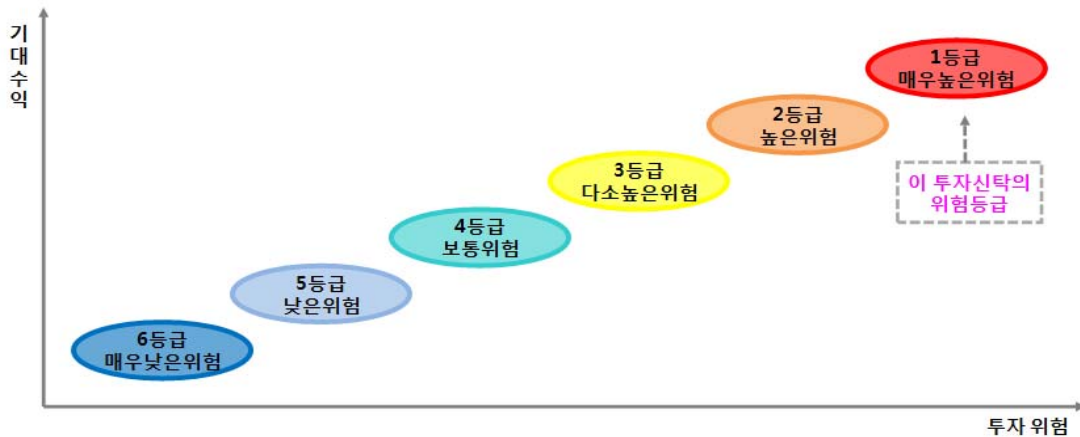 기대수익
1등급
매우높은위험
2등급
높은위험
3등급
다소높은위험
이 투자신탁의
위험등급
4등급
보통위험
5등급
낮은위험
6등급
매우낮은위험
투자 위험